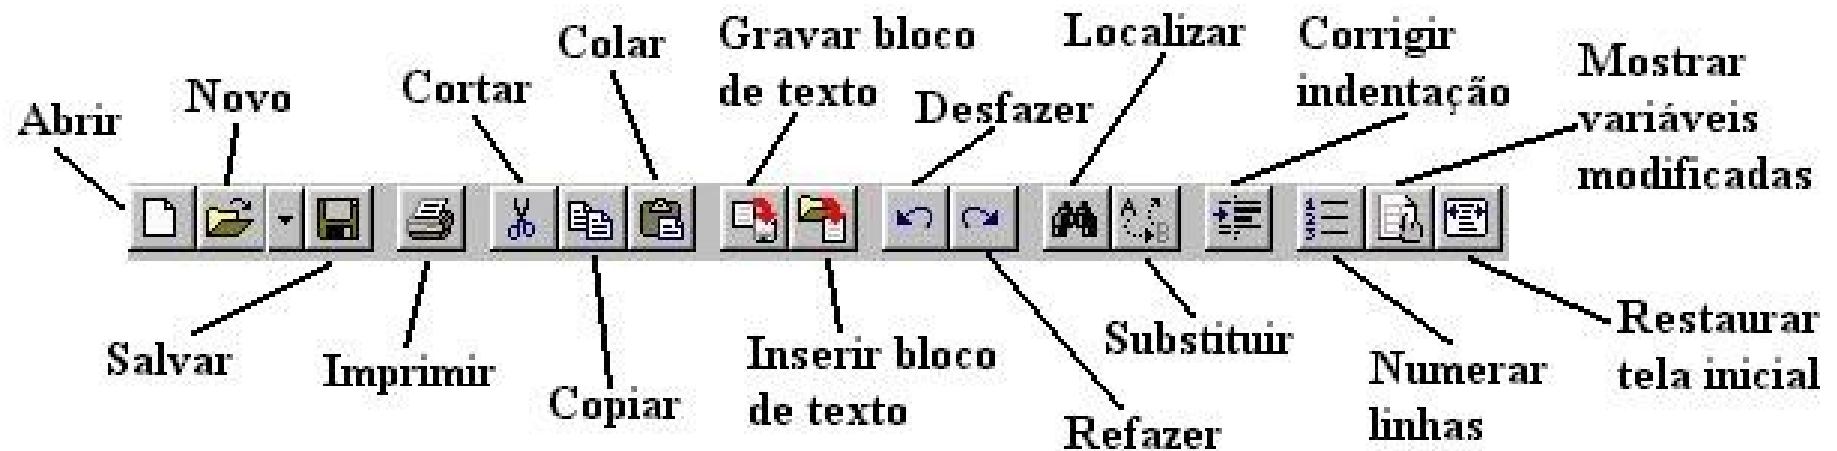 Abrir
Novo
Cortar
Colar
Gravar bloco
de texto
Desfazer
Localizar
Corrigir
indentação
Mostrar
variáveis
modificadas
Salvar
Imprimir
Copiar
Inserir bloco
de texto
Refazer
Substituir
Numerar
linhas
Restaurar
tela inicial